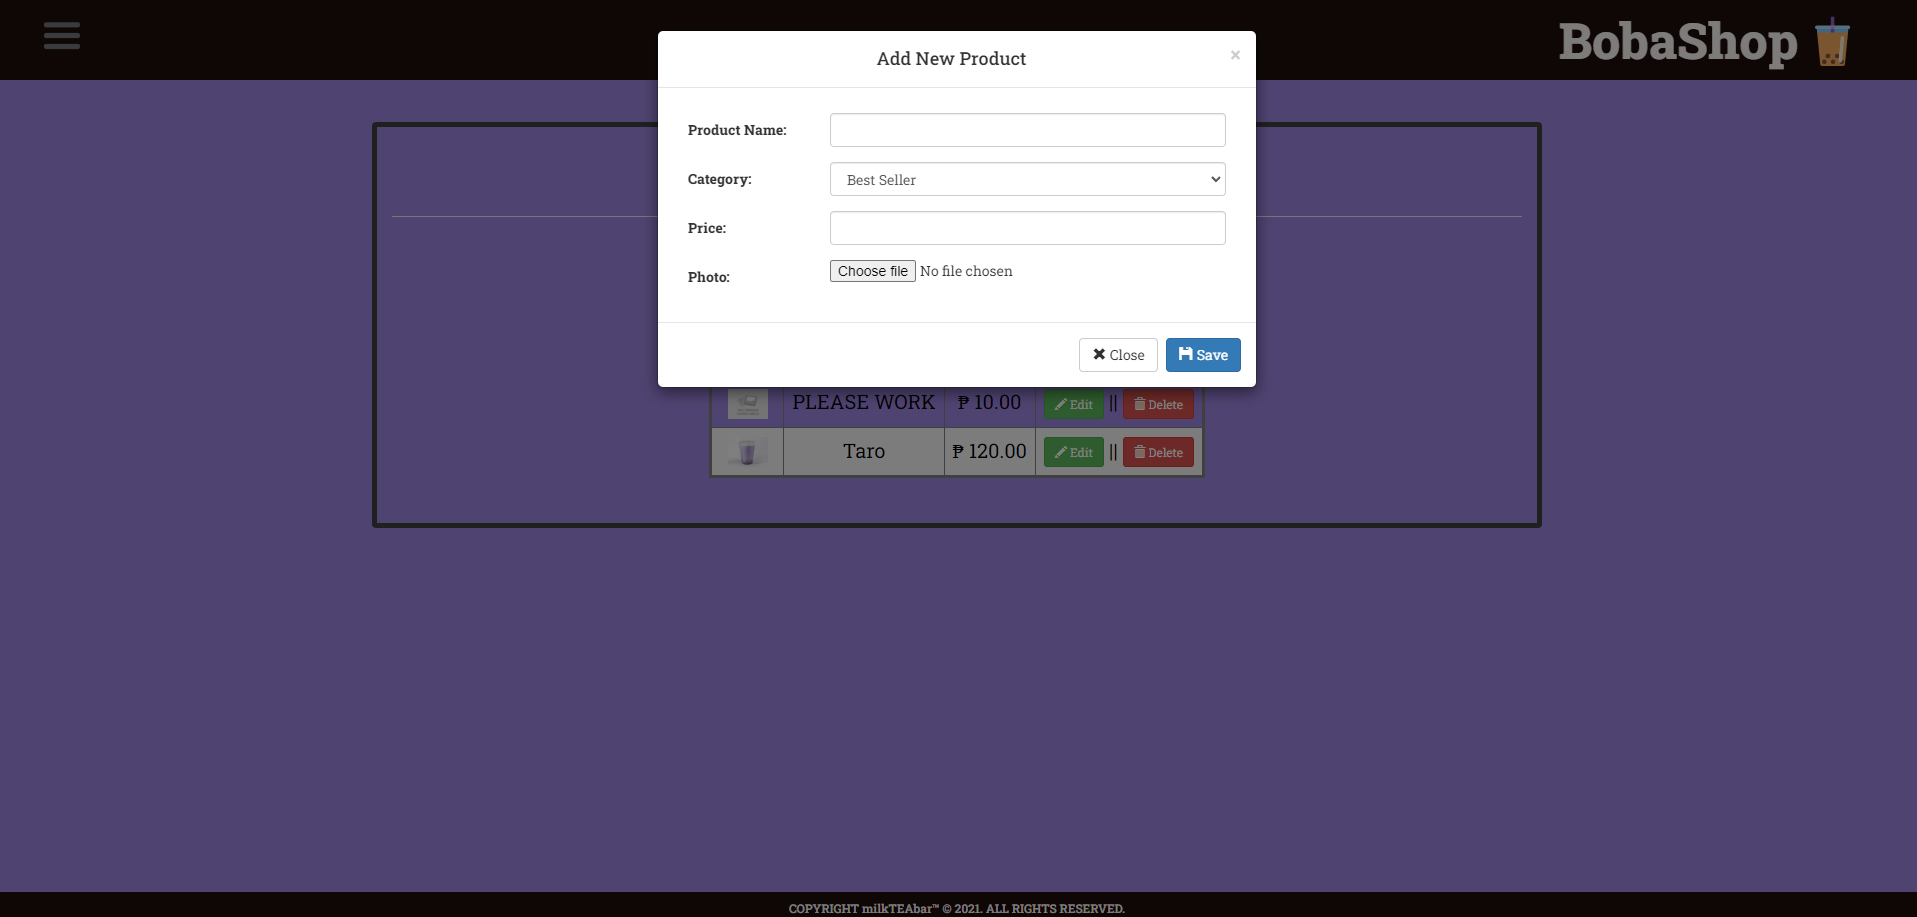 BobaShop
Add New Product
×
Product Name:
Category:
Best Seller
Price:
Photo:
Choose file No file chosen
Close
Save
PLEASE WORK ₱ 10.00 Edit || Delete
Taro ₱ 120.00 Edit || Delete
COPYRIGHT milkTEAbar™ © 2021. ALL RIGHTS RESERVED.